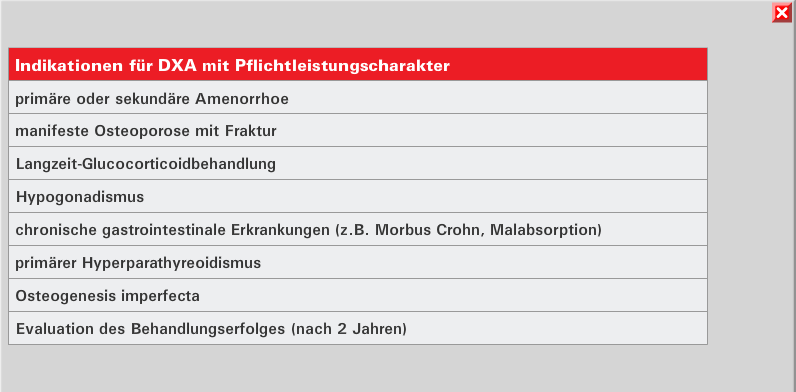 Indikationen für DXA mit Pflichtleistungscharakter
primäre oder sekundäre Amenorrhoe
manifeste Osteoporose mit Fraktur
Langzeit-Glucocorticoidbehandlung
Hypogonadismus
chronische gastrointestinale Erkrankungen (z.B. Morbus Crohn, Malabsorption)
primärer Hyperparathyreoidismus
Osteogenesis imperfecta
Evaluation des Behandlungserfolges (nach 2 Jahren)